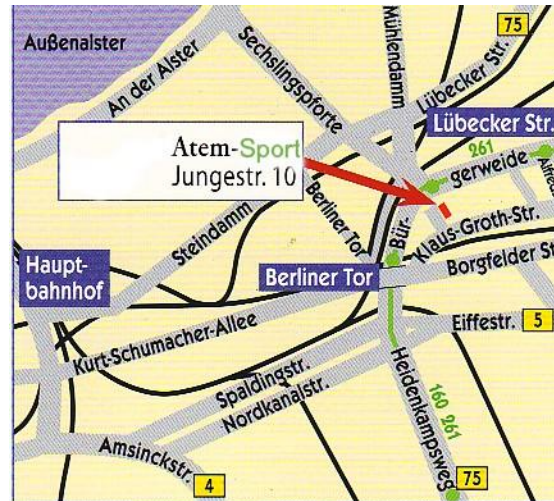 Außenalster
An der Alster
Sechslingspforte
Mühlendamm
75
Lübecker Str.
Lübecker Str.
Atem-Sport
Jungestr. 10
261
Bür-
gerweide
Alfre
Steindamm
Berliner Tor
Klaus-Groth-Str.
Haupt-
bahnhof
Berliner Tor
Borgfelder St
Kurt-Schumacher-Allee
Eiffestr.
5
Spaldingstr.
Nordkanalstr.
Heidenkampsweg
160 261
Amsinckstr.
4
75